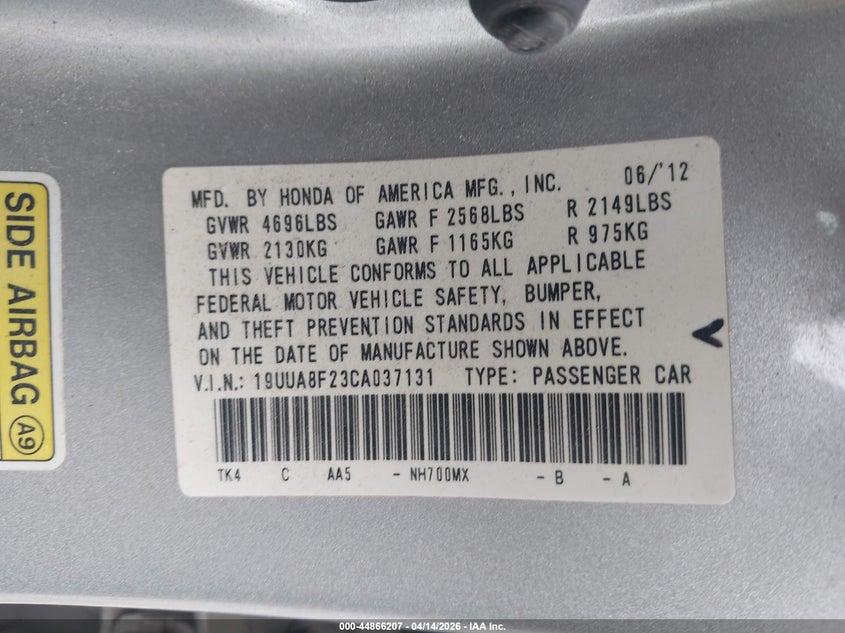 MFD. BY HONDA OF AMERICA MFG., INC. 06/'12
GVWR 4696LBS GAWR F 2568LBS R 2149LBS
GVWR 2130KG GAWR F 1165KG R 975KG
THIS VEHICLE CONFORMS TO ALL APPLICABLE
FEDERAL MOTOR VEHICLE SAFETY, BUMPER,
AND THEFT PREVENTION STANDARDS IN EFFECT
ON THE DATE OF MANUFACTURE SHOWN ABOVE.
V.I.N.: 19UUA8F23CA037131 TYPE: PASSENGER CAR
TK4 C AA5 - NH700MX - B - A
SIDE AIRBAG A9
000-44866207 - 04/14/2026 - IAA Inc.